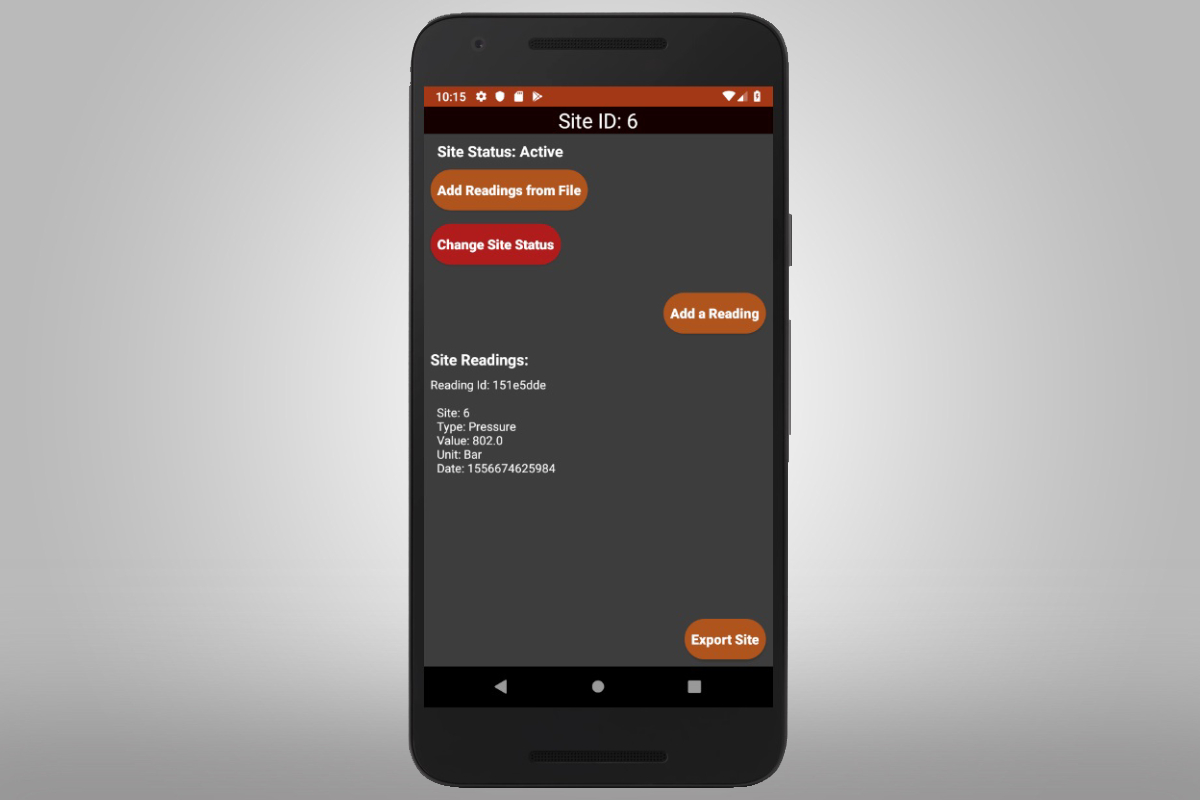 10:15
Site ID: 6
Site Status: Active
Add Readings from File
Change Site Status
Add a Reading
Site Readings:
Reading Id: 151e5dde
Site: 6
Type: Pressure
Value: 802.0
Unit: Bar
Date: 1556674625984
Export Site